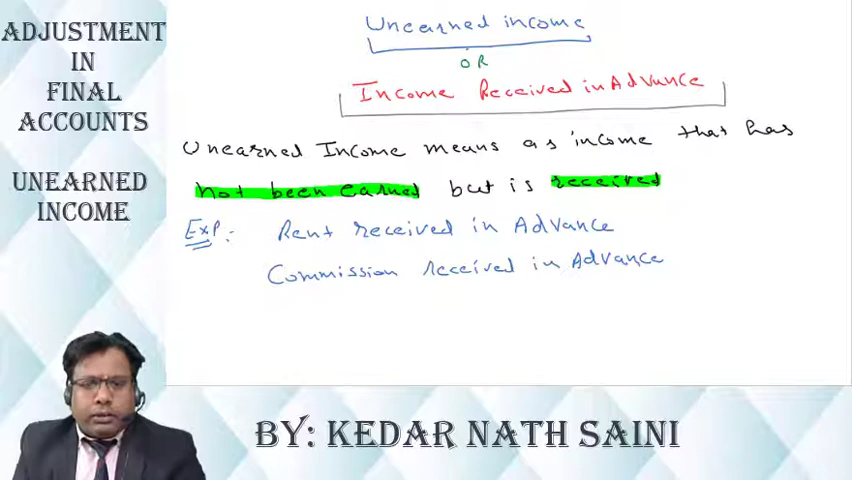 ADJUSTMENT
IN
FINAL
ACCOUNTS
UNEARNED
INCOME
Unearned income
OR
Income Received in Advance
Unearned Income means as income that has
not been earned but is received
Exp: Rent received in Advance
Commission received in Advance
BY: KEDAR NATH SAINI